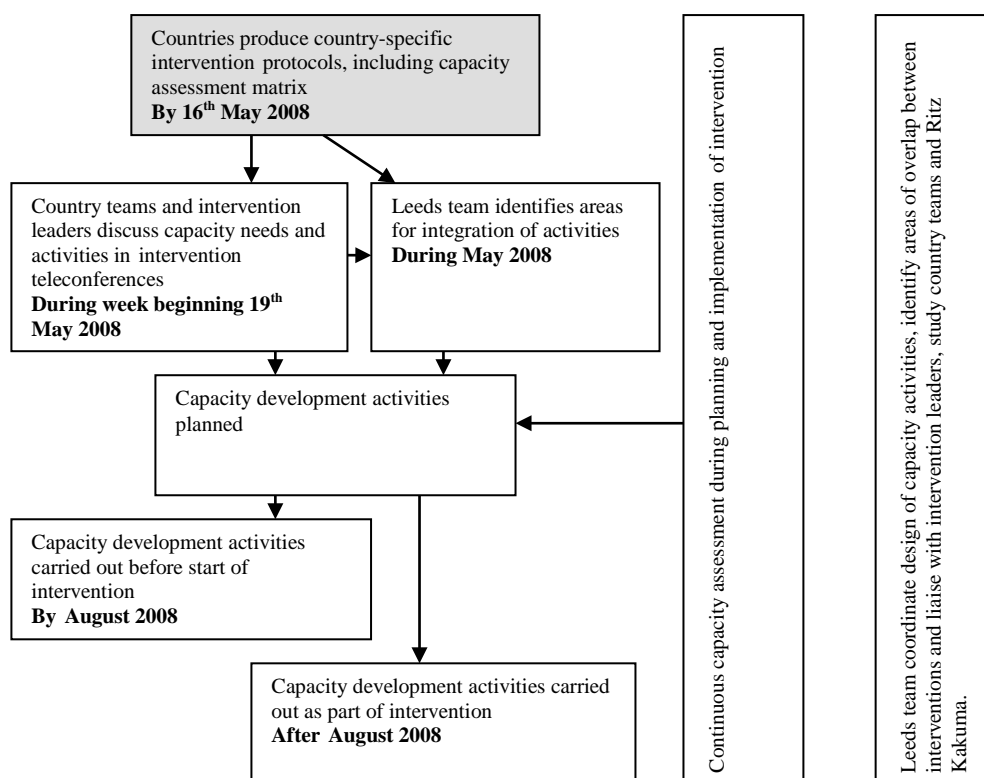 Countries produce country-specific
intervention protocols, including capacity
assessment matrix
By 16th May 2008
Country teams and intervention
leaders discuss capacity needs and
activities in intervention
teleconferences
During week beginning 19th
May 2008
Leeds team identifies areas
for integration of activities
During May 2008
Capacity development activities
planned
Capacity development activities
carried out before start of
intervention
By August 2008
Capacity development activities carried
out as part of intervention
After August 2008
Continuous capacity assessment during planning and implementation of intervention
Leeds team coordinate design of capacity activities, identify areas of overlap between
interventions and liaise with intervention leaders, study country teams and Ritz
Kakuma.